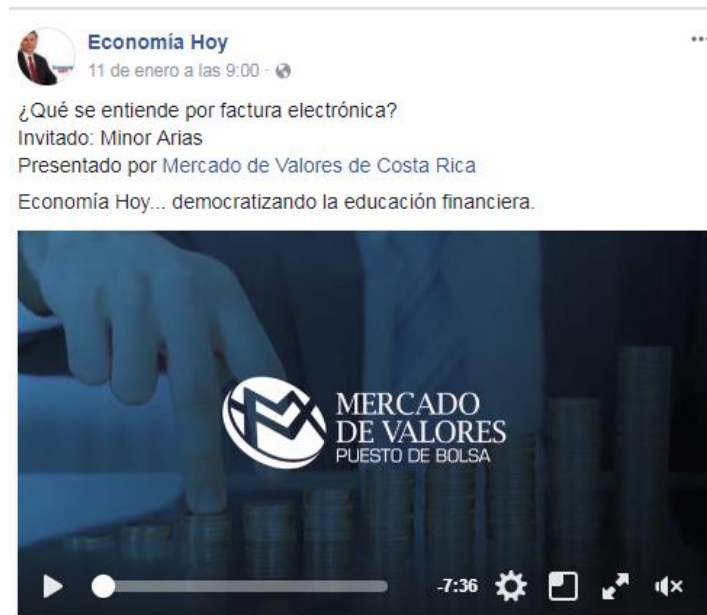 Economía Hoy
11 de enero a las 9:00 ·
¿Qué se entiende por factura electrónica?
Invitado: Minor Arias
Presentado por Mercado de Valores de Costa Rica
Economía Hoy... democratizando la educación financiera.
MERCADO
DE VALORES
PUESTO DE BOLSA
-7:36